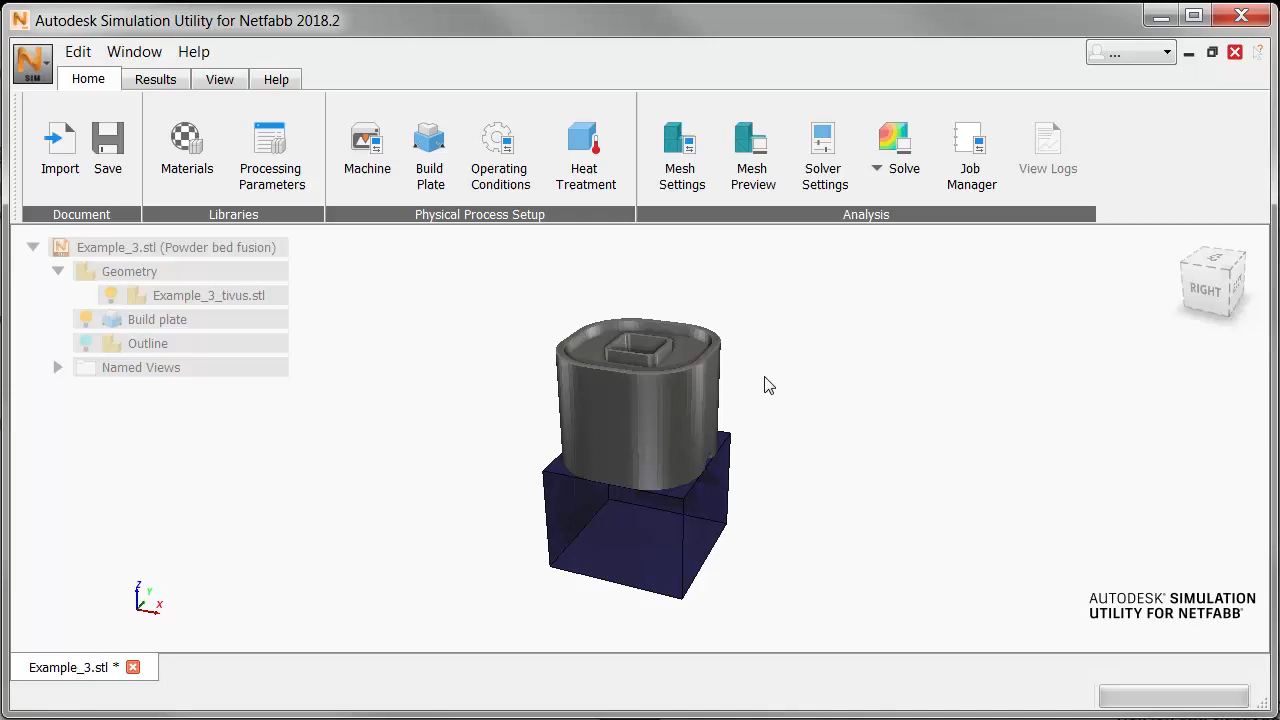 Autodesk Simulation Utility for Netfabb 2018.2
SIM
Edit Window Help
...
Home Results View Help
Import
Save
Materials
Processing
Parameters
Machine
Build
Plate
Operating
Conditions
Heat
Treatment
Mesh
Settings
Mesh
Preview
Solver
Settings
Solve
Job
Manager
View Logs
Document
Libraries
Physical Process Setup
Analysis
Example_3.stl (Powder bed fusion)
Geometry
Example_3_tivus.stl
Build plate
Outline
Named Views
RIGHT
Z
Y
X
AUTODESK® SIMULATION
UTILITY FOR NETFABB®
Example_3.stl *